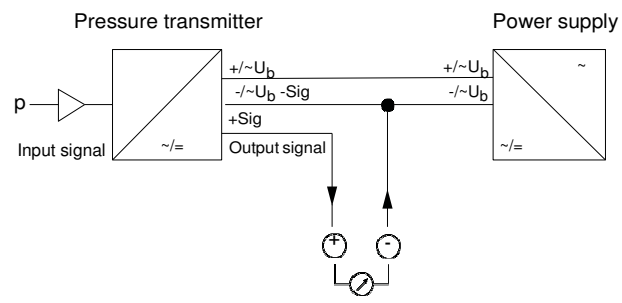 Pressure transmitter
Power supply
+/~Ub
+/~Ub
~
p
-/~Ub -Sig
-/~Ub
+Sig
Input signal
~/=
Output signal
~/=
+
-